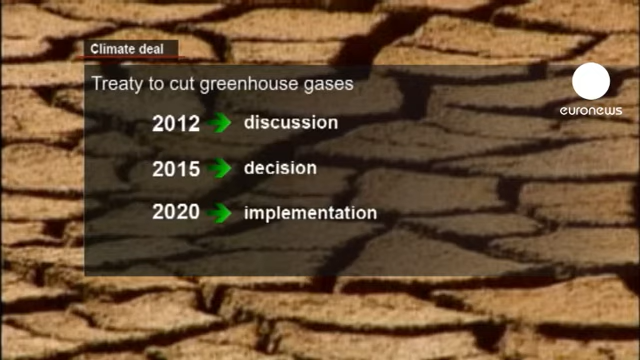 Climate deal
Treaty to cut greenhouse gases
2012 discussion
2015 decision
2020 implementation
euronews